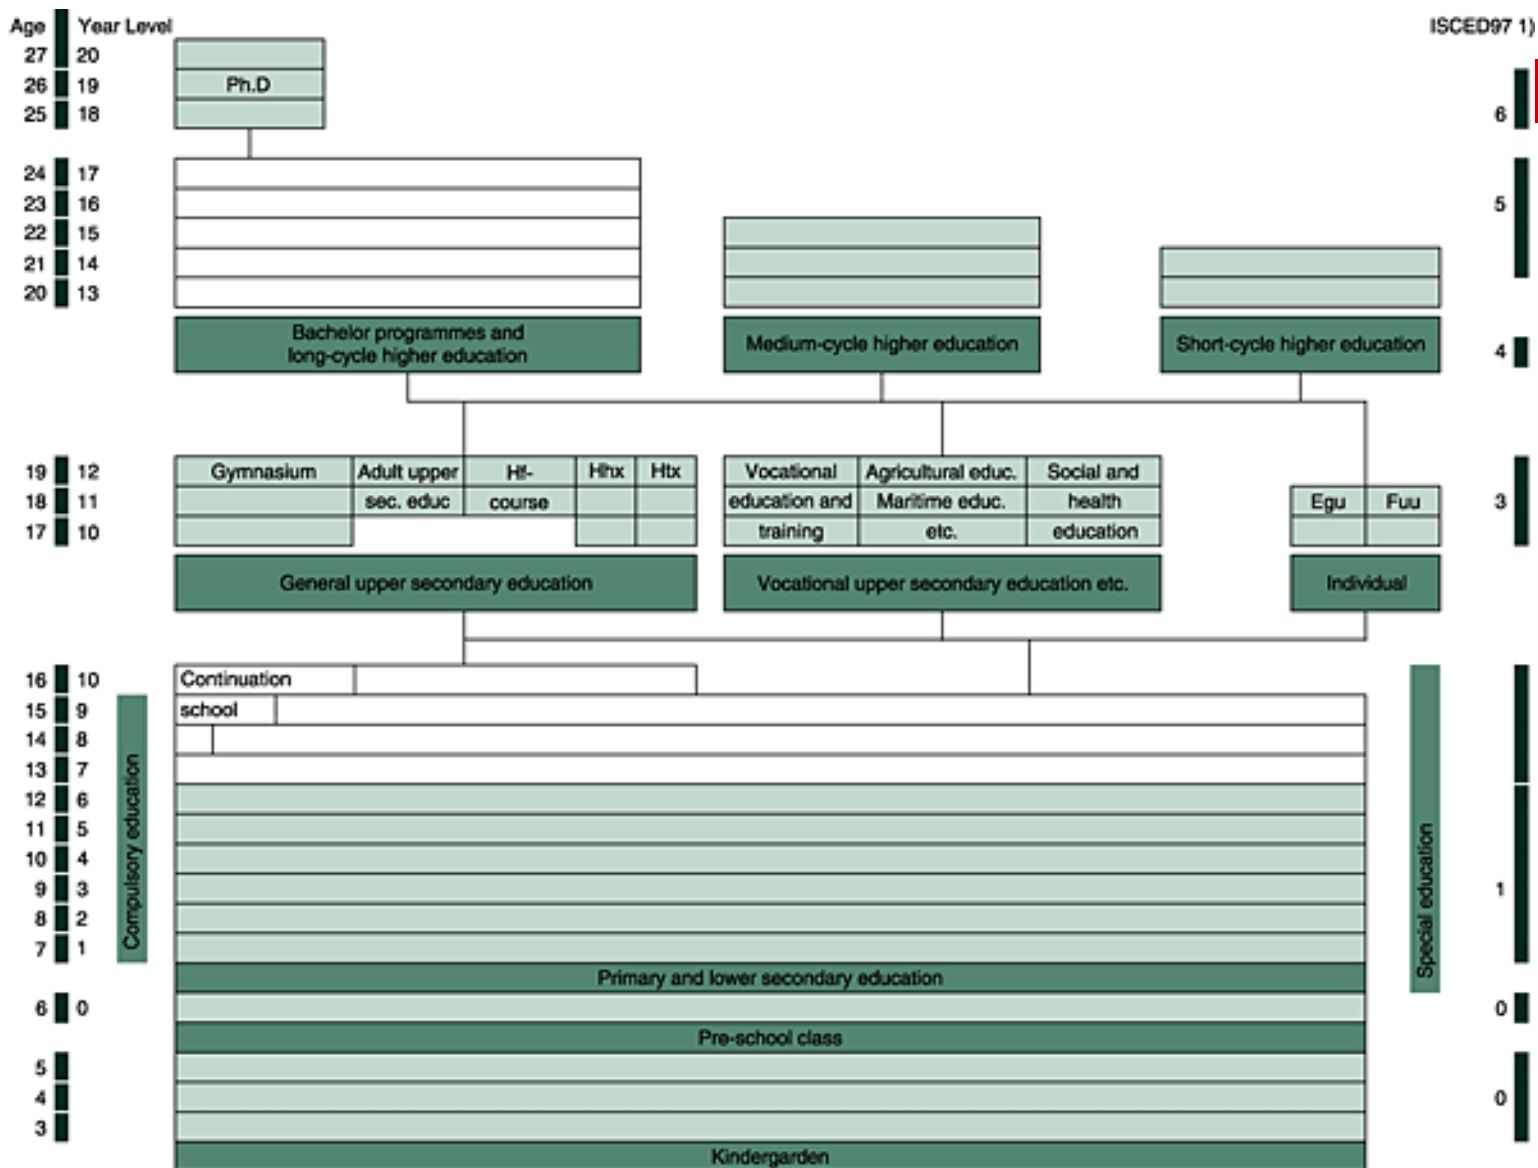 Age Year Level ISCED97 1)
27 20
26 19 Ph.D
25 18 6
24 17
23 16 5
22 15
21 14
20 13
Bachelor programmes and
long-cycle higher education
Medium-cycle higher education
Short-cycle higher education
4
19 12 Gymnasium Adult upper Hf- Hhx Htx Vocational Agricultural educ. Social and
18 11 sec. educ course education and Maritime educ. health Egu Fuu 3
17 10 training etc. education
General upper secondary education
Vocational upper secondary education etc.
Individual
16 10 Continuation
15 9 school
14 8
13 7
12 6
11 5
10 4
9 3 1
8 2
7 1
Compulsory education
Special education
Primary and lower secondary education
6 0 0
Pre-school class
5
4 0
3
Kindergarden